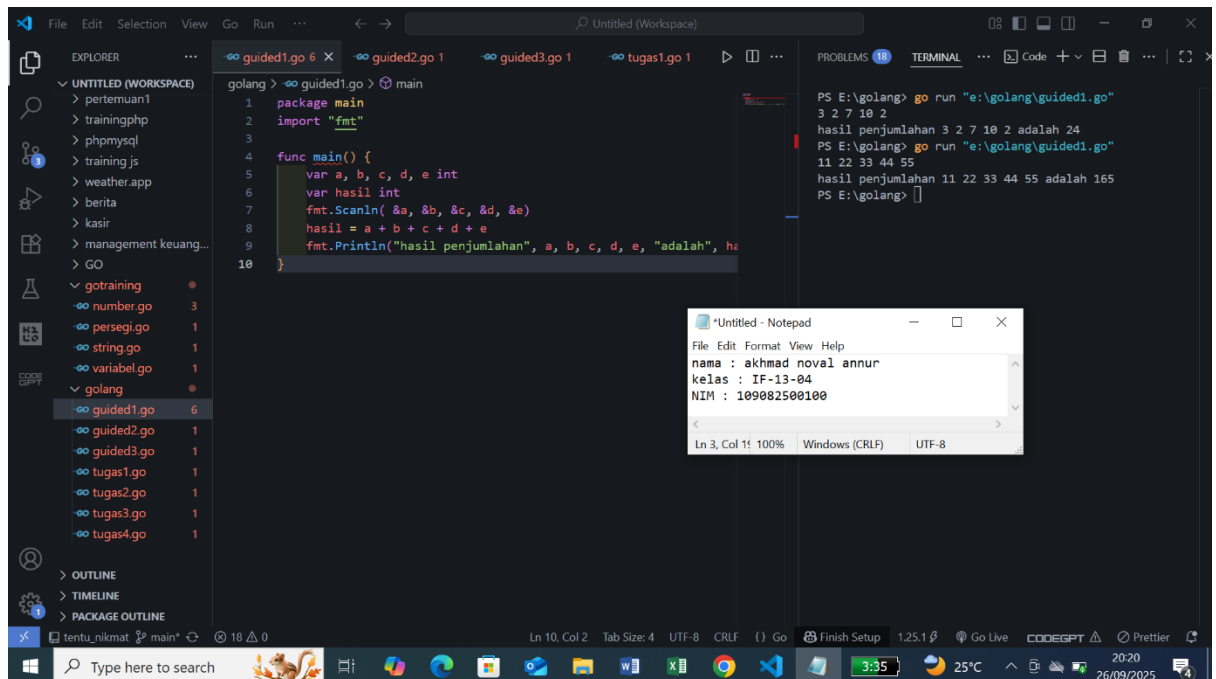 File Edit Selection View Go Run ··· Untitled (Workspace)
EXPLORER ···
UNTITLED (WORKSPACE)
> pertemuan1
> trainingphp
> phpmysql
> training js
> weather.app
> berita
> kasir
> management keuang...
> GO
gotraining
number.go 3
persegi.go 1
string.go 1
variabel.go 1
golang
guided1.go 6
guided2.go 1
guided3.go 1
tugas1.go 1
tugas2.go 1
tugas3.go 1
tugas4.go 1
> OUTLINE
> TIMELINE
> PACKAGE OUTLINE
3
CODE
GPT
1
guided1.go 6 guided2.go 1 guided3.go 1 tugas1.go 1
golang > guided1.go > main
1 package main
2 import "fmt"
3
4 func main() {
5 var a, b, c, d, e int
6 var hasil int
7 fmt.Scanln( &a, &b, &c, &d, &e)
8 hasil = a + b + c + d + e
9 fmt.Println("hasil penjumlahan", a, b, c, d, e, "adalah", ha
10 }
PROBLEMS 18 TERMINAL ··· Code
PS E:\golang> go run "e:\golang\guided1.go"
3 2 7 10 2
hasil penjumlahan 3 2 7 10 2 adalah 24
PS E:\golang> go run "e:\golang\guided1.go"
11 22 33 44 55
hasil penjumlahan 11 22 33 44 55 adalah 165
PS E:\golang>
*Untitled - Notepad
File Edit Format View Help
nama : akhmad noval annur
kelas : IF-13-04
NIM : 109082500100
Ln 3, Col 19 100% Windows (CRLF) UTF-8
tentu_nikmat main* 18 0 Ln 10, Col 2 Tab Size: 4 UTF-8 CRLF {} Go Finish Setup 1.25.1 Go Live CODEGPT Prettier
Type here to search 3:35 25°C 20:20
26/09/2025 4